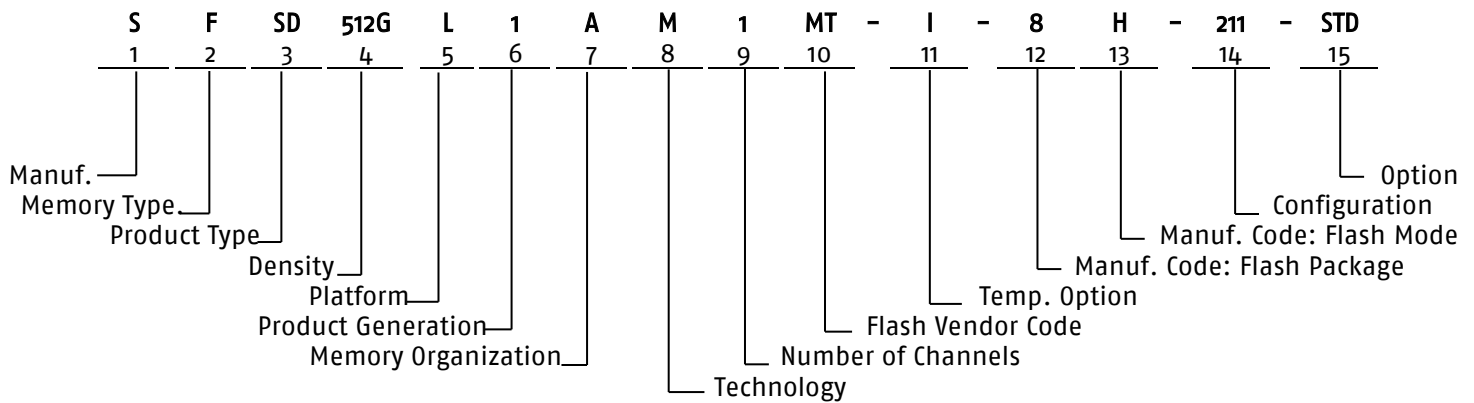 S F SD 512G L 1 A M 1 MT - I - 8 H - 211 - STD
1 2 3 4 5 6 7 8 9 10 11 12 13 14 15
Manuf. Option
Memory Type. Configuration
Product Type Manuf. Code: Flash Mode
Density Manuf. Code: Flash Package
Platform Temp. Option
Product Generation Flash Vendor Code
Memory Organization Number of Channels
Technology